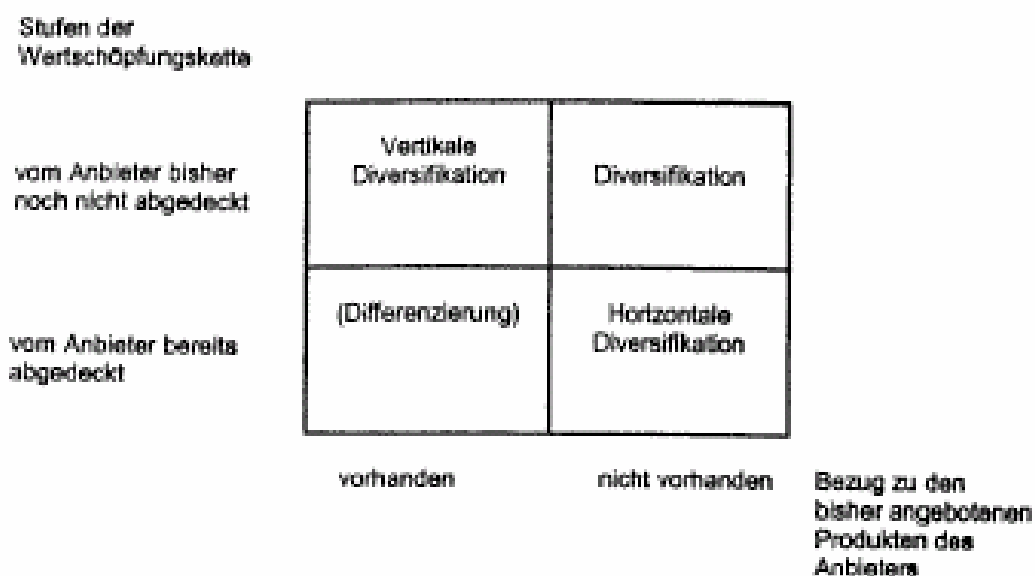 Stufen der
Wertschöpfungskette
vom Anbieter bisher
noch nicht abgedeckt
Vertikale
Diversifikation
Diversifikation
vom Anbieter bereits
abgedeckt
(Differenzierung)
Horizontale
Diversifikation
vorhanden
nicht vorhanden
Bezug zu den
bisher angebotenen
Produkten des
Anbieters